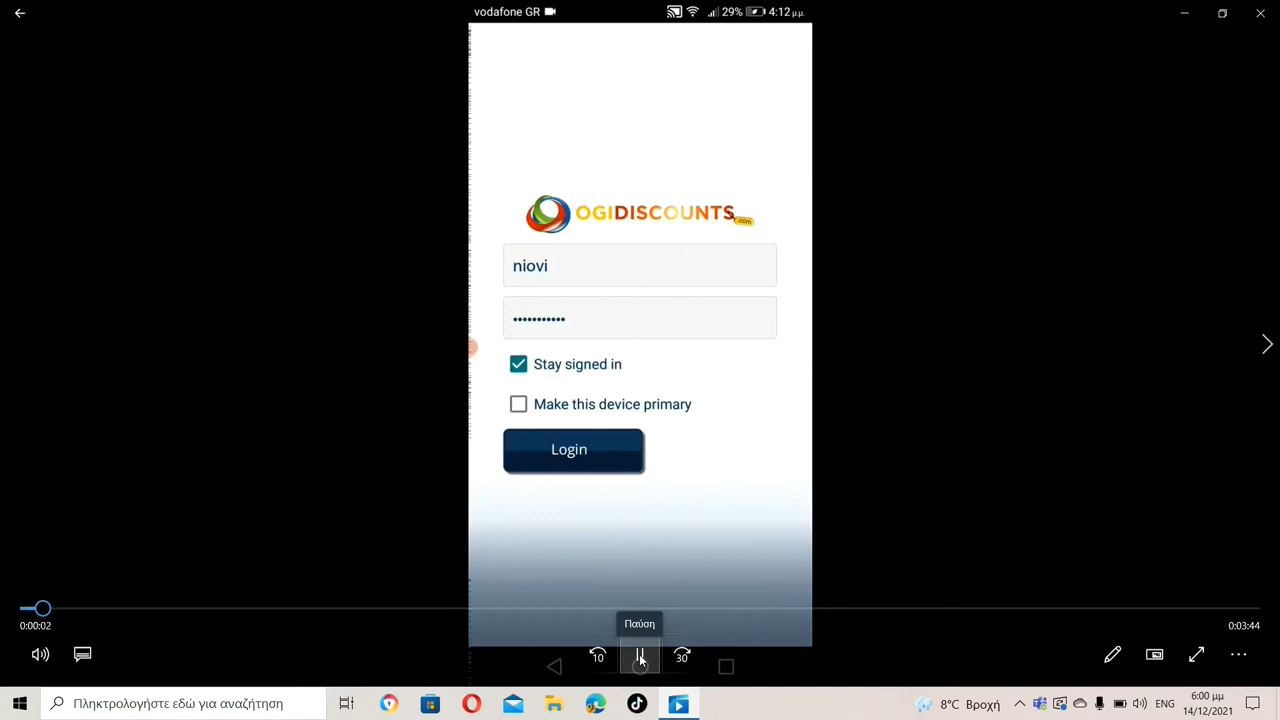 vodafone GR
29% 4:12 μ.μ.
OGIDISCOUNTS.com
niovi
•••••••••••
Stay signed in
Make this device primary
Login
Παύση
0:00:02
0:03:44
10
30
Πληκτρολογήστε εδώ για αναζήτηση
8°C Βροχή
ENG
6:00 μμ
14/12/2021